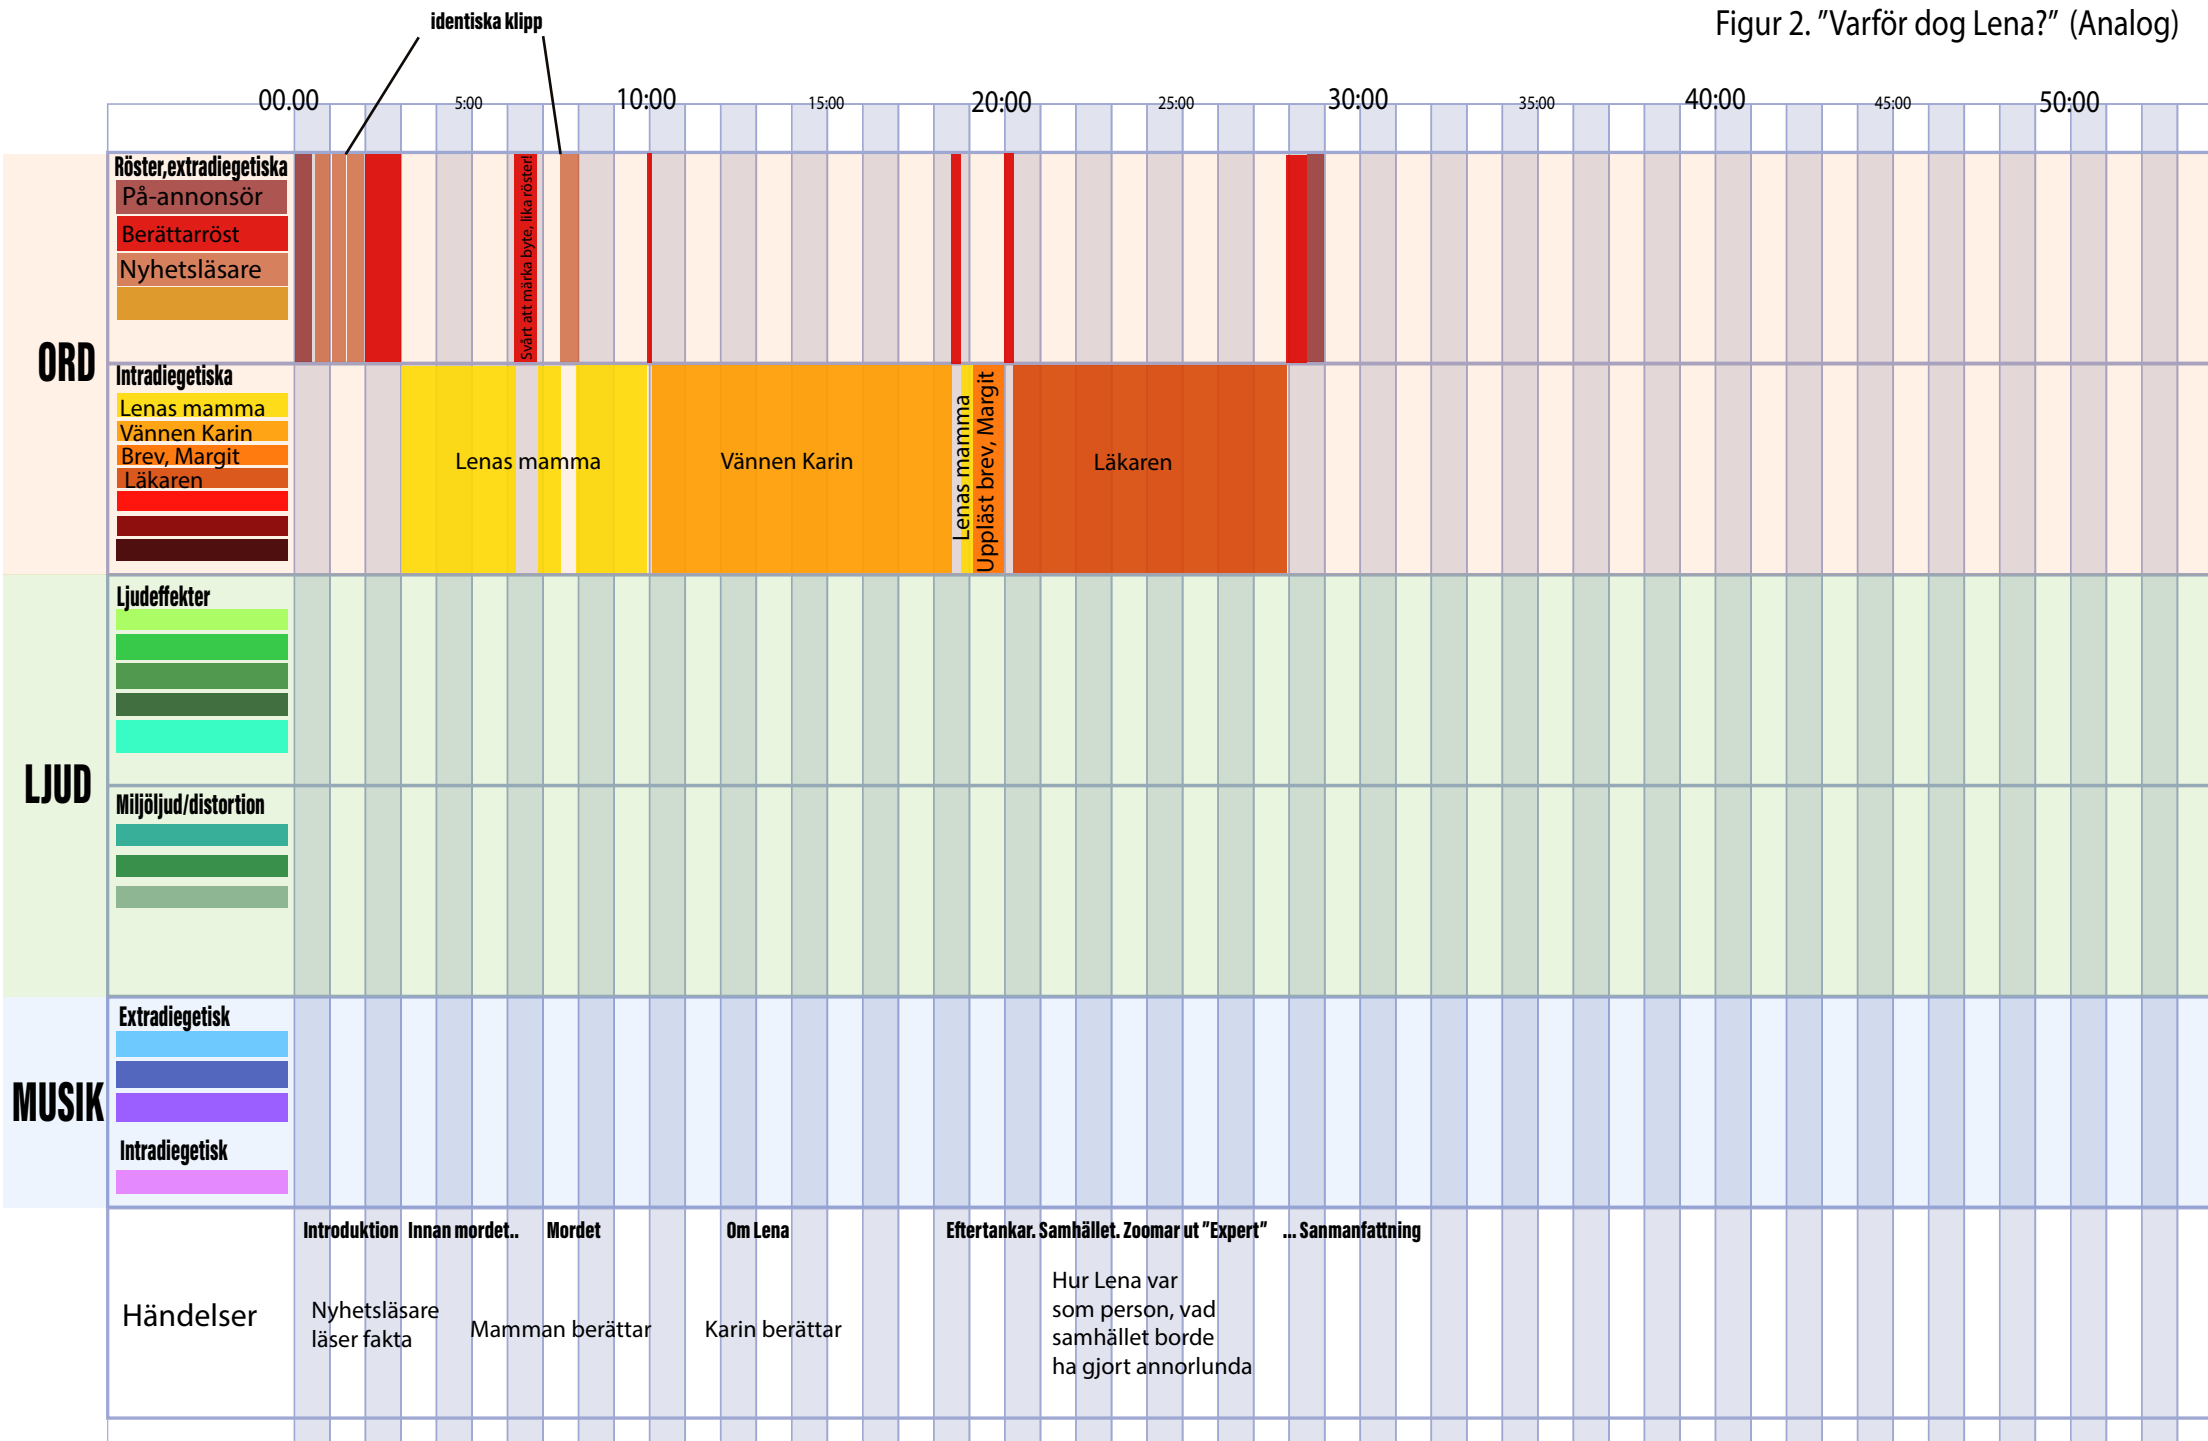 identiska klipp
Figur 2. ”Varför dog Lena?” (Analog)
00.00 5:00 10:00 15:00 20:00 25:00 30:00 35:00 40:00 45:00 50:00
ORD
Röster,extradiegetiska
På-annonsör
Berättarröst
Nyhetsläsare
Svårt att märka byte, lika röster!
Intradiegetiska
Lenas mamma
Vännen Karin
Brev, Margit
Läkaren
Lenas mamma
Vännen Karin
Lenas mamma
Uppläst brev, Margit
Läkaren
LJUD
Ljudeffekter
Miljöljud/distortion
MUSIK
Extradiegetisk
Intradiegetisk
Händelser
Introduktion Innan mordet.. Mordet Om Lena Eftertankar. Samhället. Zoomar ut ”Expert” ... Sanmanfattning
Nyhetsläsare
läser fakta
Mamman berättar
Karin berättar
Hur Lena var
som person, vad
samhället borde
ha gjort annorlunda